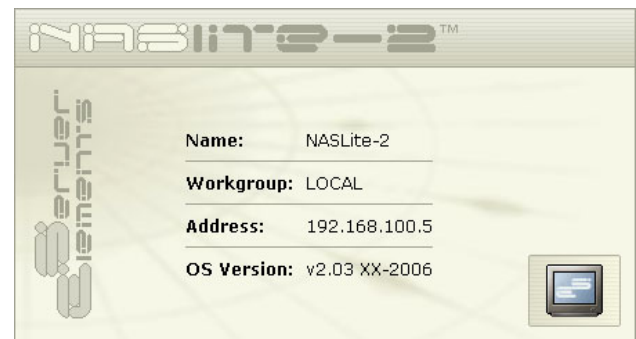 NASLITE-2™
Server
Elements
Name: NASLite-2
Workgroup: LOCAL
Address: 192.168.100.5
OS Version: v2.03 XX-2006